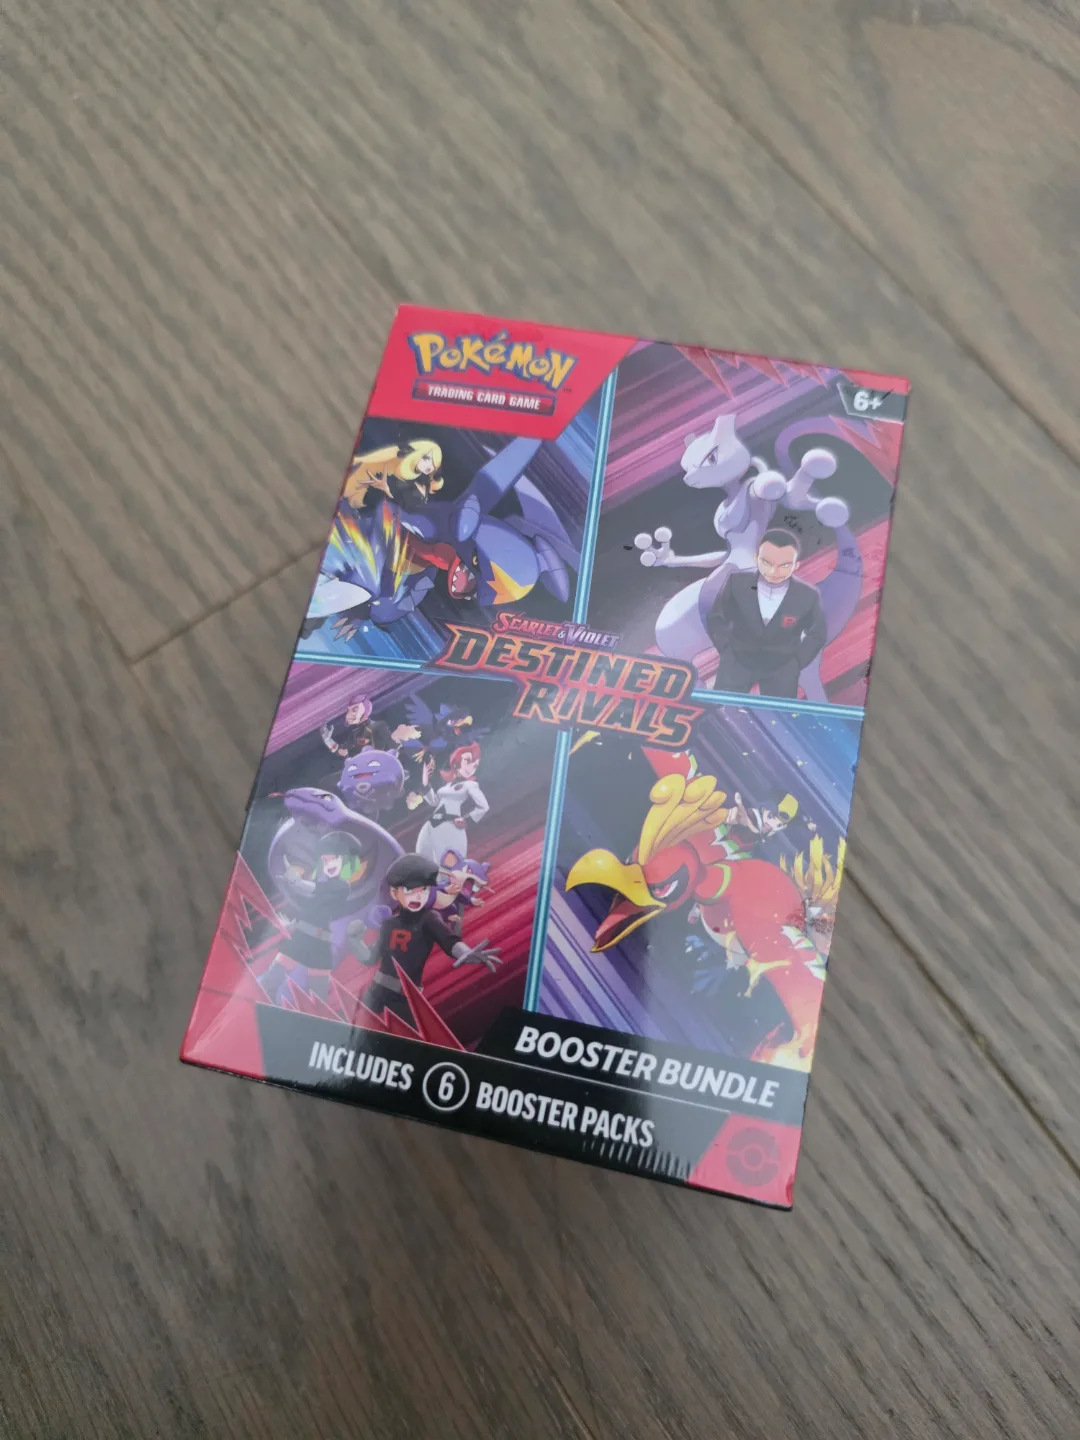 POKéMON
TRADING CARD GAME
6+
SCARLET & VIOLET
DESTINED
RIVALS
R
R
BOOSTER BUNDLE
INCLUDES 6 BOOSTER PACKS